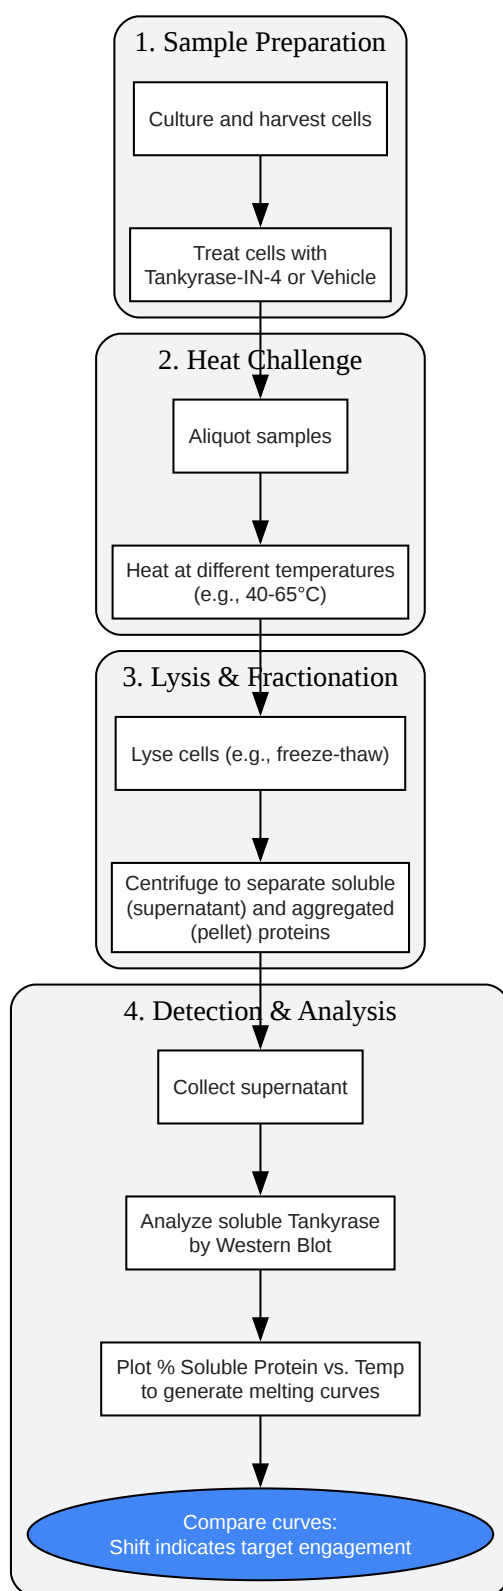 1. Sample Preparation
Culture and harvest cells
Treat cells with
Tankyrase-IN-4 or Vehicle
2. Heat Challenge
Aliquot samples
Heat at different temperatures
(e.g., 40-65°C)
3. Lysis & Fractionation
Lyse cells (e.g., freeze-thaw)
Centrifuge to separate soluble
(supernatant) and aggregated
(pellet) proteins
4. Detection & Analysis
Collect supernatant
Analyze soluble Tankyrase
by Western Blot
Plot % Soluble Protein vs. Temp
to generate melting curves
Compare curves:
Shift indicates target engagement